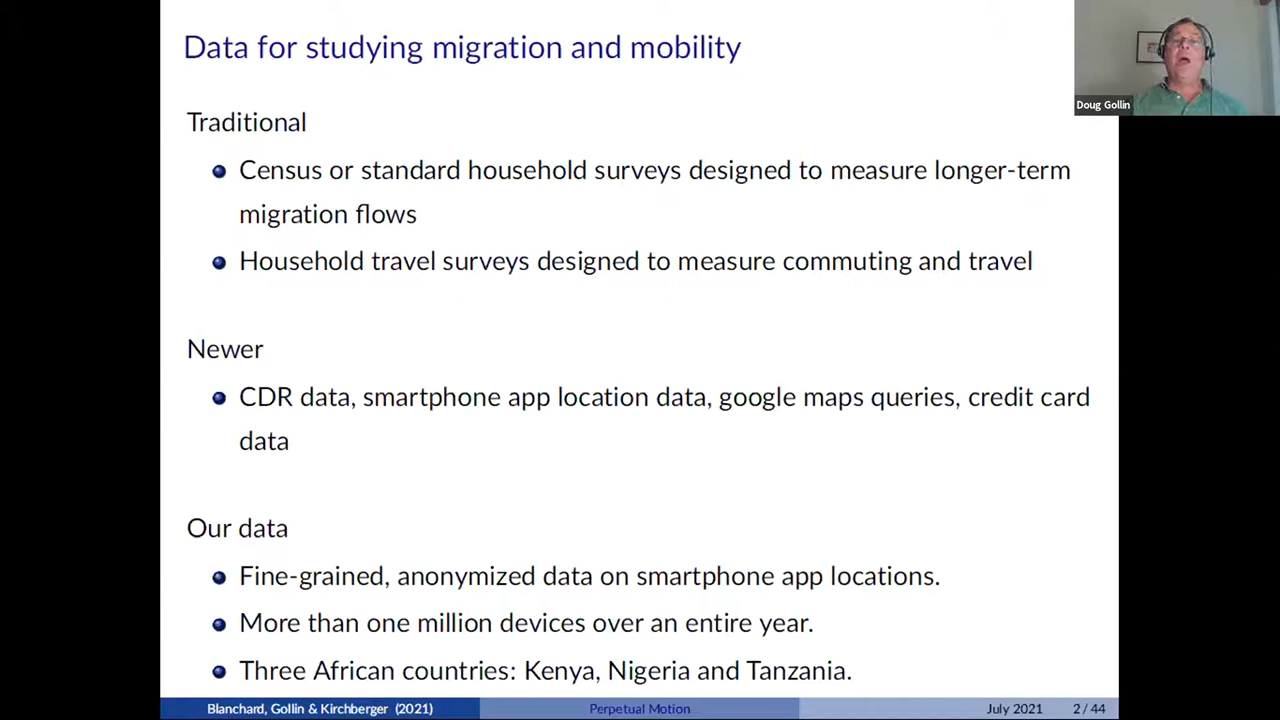 Data for studying migration and mobility
Doug Gollin
Traditional
Census or standard household surveys designed to measure longer-term
migration flows
Household travel surveys designed to measure commuting and travel
Newer
CDR data, smartphone app location data, google maps queries, credit card
data
Our data
Fine-grained, anonymized data on smartphone app locations.
More than one million devices over an entire year.
Three African countries: Kenya, Nigeria and Tanzania.
Blanchard, Gollin & Kirchberger (2021) Perpetual Motion July 2021 2 / 44